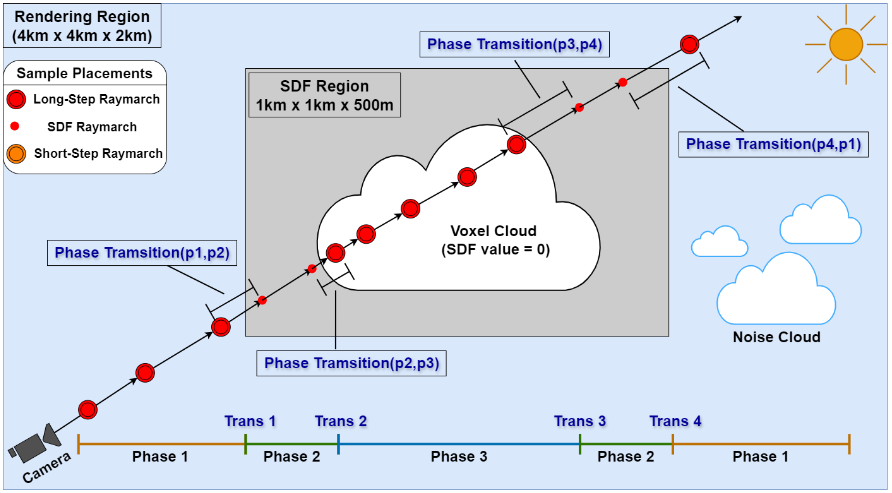 Rendering Region
(4km x 4km x 2km)
Sample Placements
Long-Step Raymarch
SDF Raymarch
Short-Step Raymarch
Phase Tramsition(p3,p4)
SDF Region
1km x 1km x 500m
Phase Tramsition(p4,p1)
Voxel Cloud
(SDF value = 0)
Phase Tramsition(p1,p2)
Noise Cloud
Phase Tramsition(p2,p3)
Trans 1
Trans 2
Trans 3
Trans 4
Camera
Phase 1
Phase 2
Phase 3
Phase 2
Phase 1